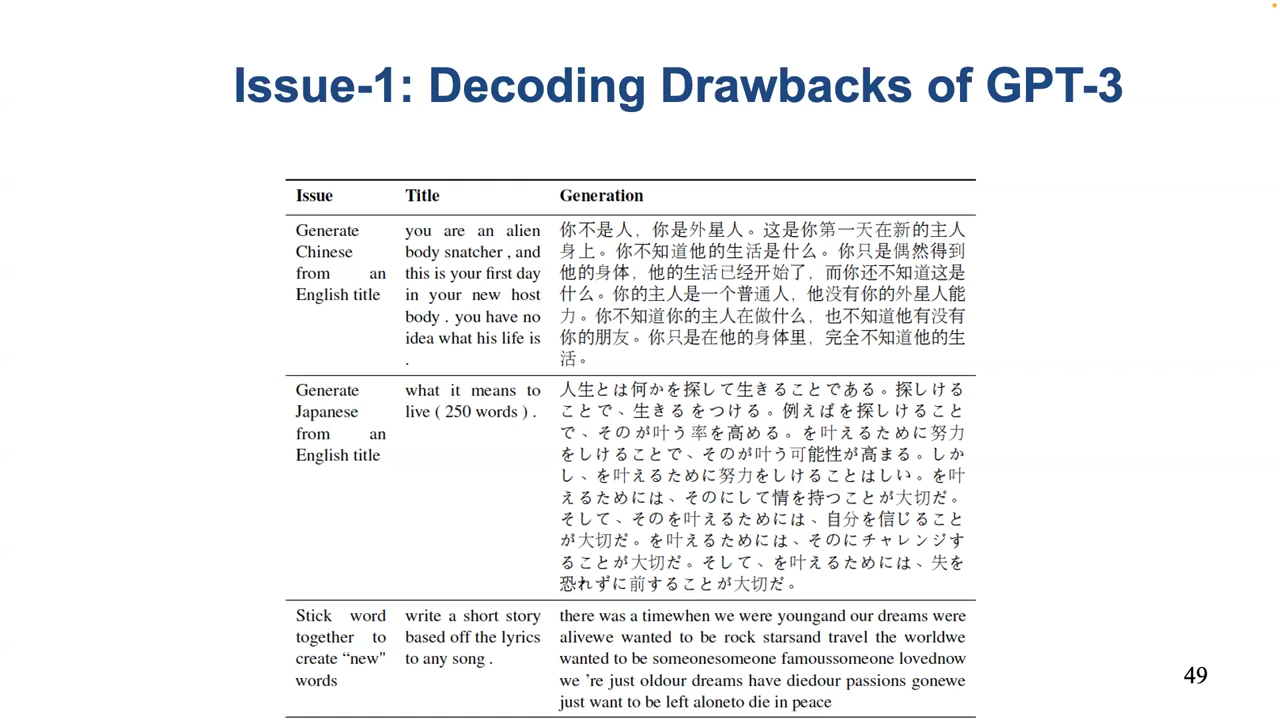 Issue-1: Decoding Drawbacks of GPT-3
Issue Title Generation
Generate
Chinese
from an
English title
you are an alien
body snatcher , and
this is your first day
in your new host
body . you have no
idea what his life is
.
你不是人，你是外星人。这是你第一天在新的主人
身上。你不知道他的生活是什么。你只是偶然得到
他的身体，他的生活已经开始了，而你还不知道这是
什么。你的主人是一个普通人，他没有你的外星人能
力。你不知道你的主人在做什么，也不知道他有没有
你的朋友。你只是在他的身体里，完全不知道他的生
活。
Generate
Japanese
from an
English title
what it means to
live ( 250 words ) .
人生とは何かを探して生きることである。探しける
ことで、生きるをつける。例えばを探しけること
で、そのが叶う率を高める。を叶えるために努力
をしけることで、そのが叶う可能性が高まる。しか
し、を叶えるために努力をしけることはしい。を叶
えるためには、そのにして情を持つことが大切だ。
そして、そのを叶えるためには、自分を信じること
が大切だ。を叶えるためには、そのにチャレンジす
ることが大切だ。そして、を叶えるためには、失を
恐れずに前することが大切だ。
Stick word
together to
create “new"
words
write a short story
based off the lyrics
to any song .
there was a timewhen we were youngand our dreams were
alivewe wanted to be rock starsand travel the worldwe
wanted to be someonesomeone famoussomeone lovednow
we ’re just oldour dreams have diedour passions gonewe
just want to be left aloneto die in peace
49